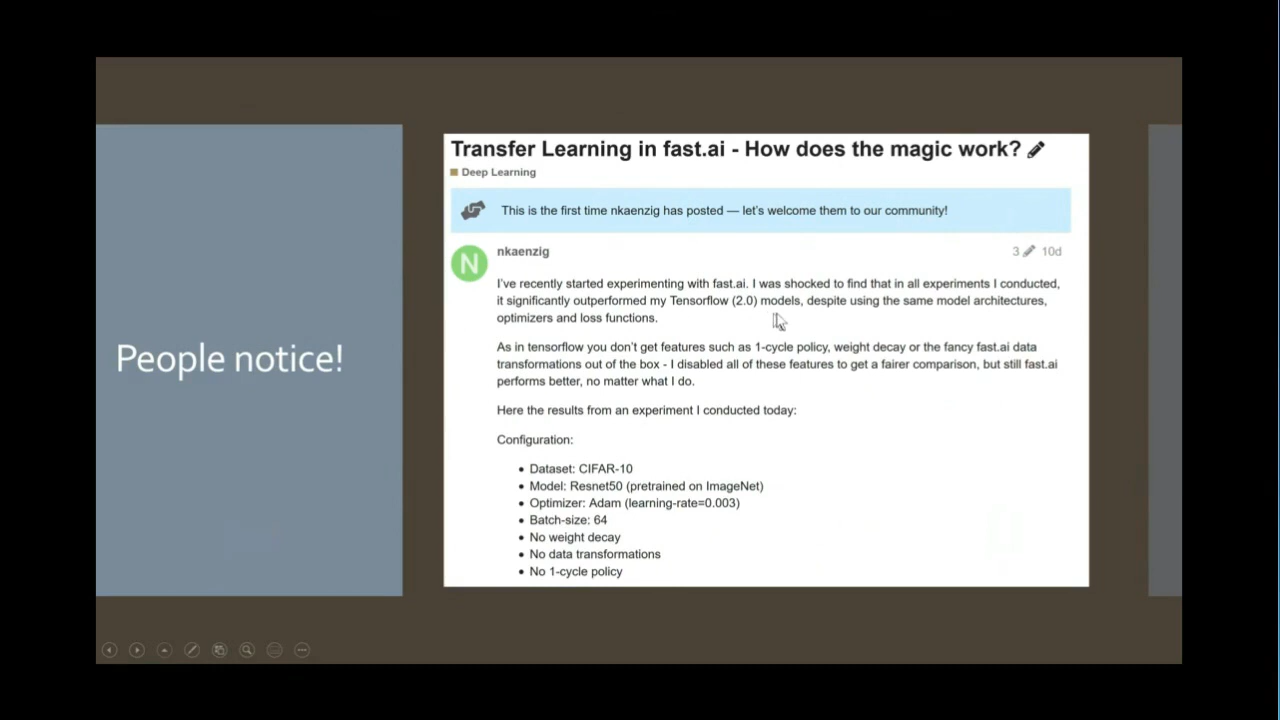 People notice!
Transfer Learning in fast.ai - How does the magic work?
Deep Learning
This is the first time nkaenzig has posted — let's welcome them to our community!
N
nkaenzig
3
10d
I've recently started experimenting with fast.ai. I was shocked to find that in all experiments I conducted,
it significantly outperformed my Tensorflow (2.0) models, despite using the same model architectures,
optimizers and loss functions.
As in tensorflow you don't get features such as 1-cycle policy, weight decay or the fancy fast.ai data
transformations out of the box - I disabled all of these features to get a fairer comparison, but still fast.ai
performs better, no matter what I do.
Here the results from an experiment I conducted today:
Configuration:
• Dataset: CIFAR-10
• Model: Resnet50 (pretrained on ImageNet)
• Optimizer: Adam (learning-rate=0.003)
• Batch-size: 64
• No weight decay
• No data transformations
• No 1-cycle policy